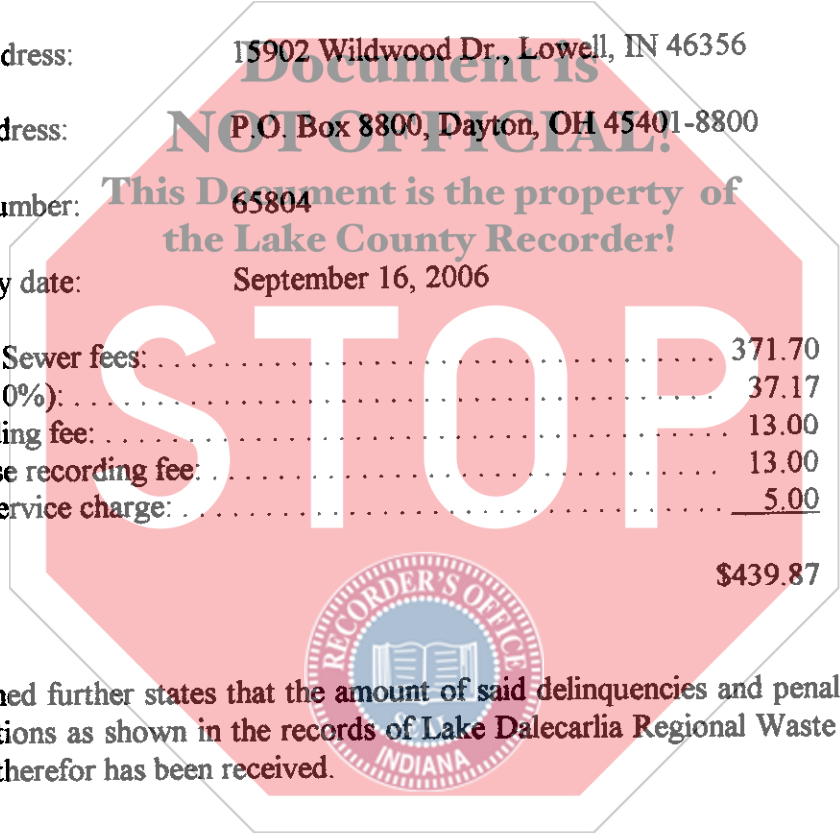 dress: 15902 Wildwood Dr., Lowell, IN 46356
Document is
dress: P.O. Box 8800, Dayton, OH 45401-8800
NOT OFFICIAL!
This Document is the property of
umber: 65804
the Lake County Recorder!
y date: September 16, 2006
STOP
Sewer fees: 371.70
0%): 37.17
ing fee: 13.00
se recording fee: 13.00
ervice charge: 5.00
$439.87
RECORDER'S OFFICE
SEAL
INDIANA
ned further states that the amount of said delinquencies and penal
tions as shown in the records of Lake Dalecarlia Regional Waste
therefor has been received.